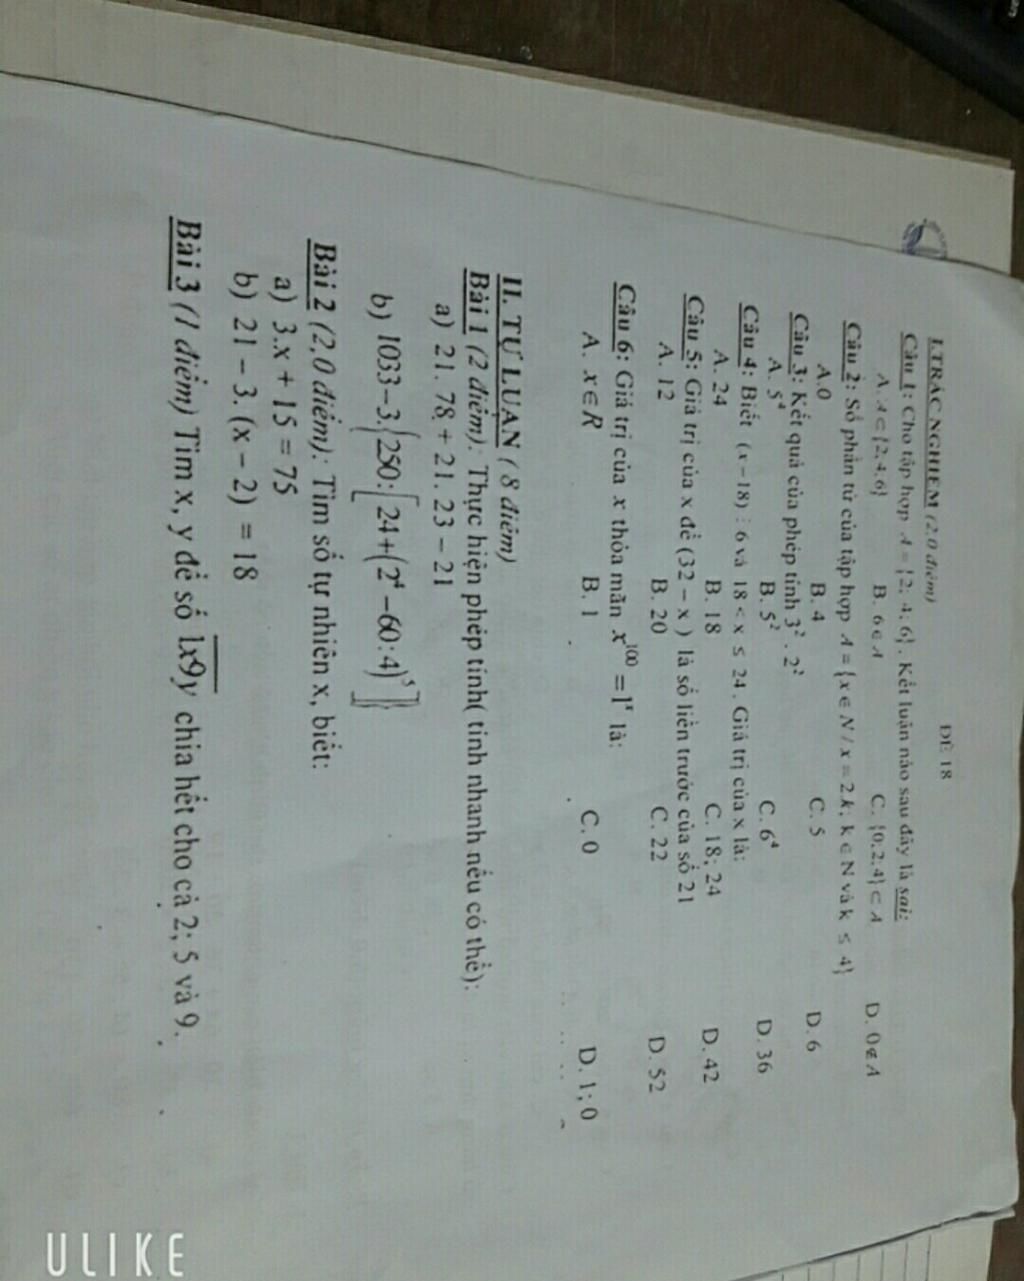 ĐỀ 18
I.TRẮC NGHIỆM (2,0 điểm)
Câu 1: Cho tập hợp A = {2; 4; 6}. Kết luận nào sau đây là sai:
A. A ⊂ {2;4;6} B. 6 ∈ A C. {0;2;4} ⊂ A D. 0 ∉ A
Câu 2: Số phần tử của tập hợp A = {x ∈ N / x = 2.k; k ∈ N và k ≤ 4}
A.0 B. 4 C. 5 D. 6
Câu 3: Kết quả của phép tính 3² . 2²
A. 5⁴ B. 5² C. 6⁴ D. 36
Câu 4: Biết (x – 18) ⋮ 6 và 18 < x ≤ 24 . Giá trị của x là:
A. 24 B. 18 C. 18; 24 D. 42
Câu 5: Giá trị của x để (32 – x ) là số liền trước của số 21
A. 12 B. 20 C. 22 D. 52
Câu 6: Giá trị của x thỏa mãn x¹⁰⁰ = 1ˣ là:
A. x ∈ R B. 1 C. 0 D. 1; 0
II. TỰ LUẬN ( 8 điểm)
Bài 1 (2 điểm): Thực hiện phép tính( tính nhanh nếu có thể):
a) 21. 78 + 21. 23 – 21
b) 1033–3.{250:[24+(2⁴–60:4)⁵]}
Bài 2 (2,0 điểm): Tìm số tự nhiên x, biết:
a) 3.x + 15 = 75
b) 21 – 3. (x – 2) = 18
Bài 3 (1 điểm) Tìm x, y để số 1x9y chia hết cho cả 2; 5 và 9.
ULIKE